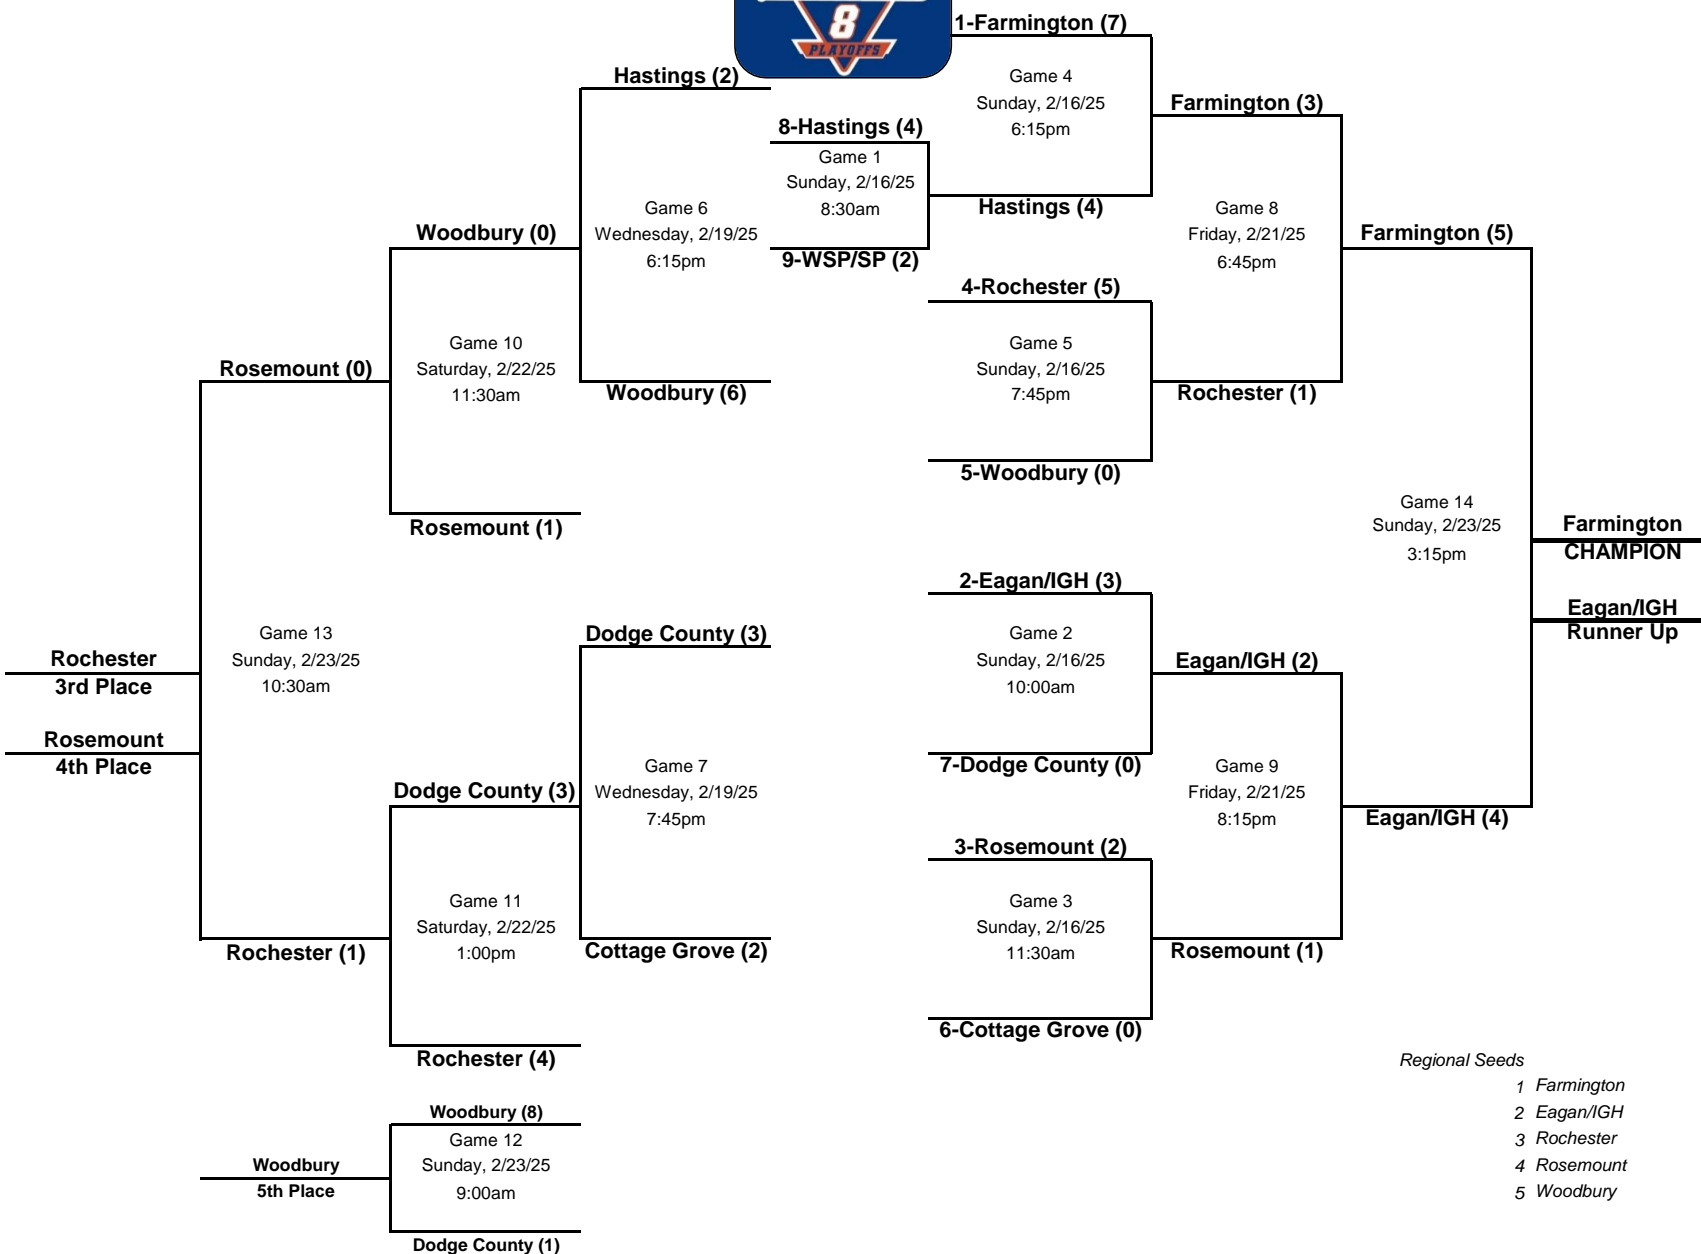 8
PLAYOFFS
1-Farmington (7)
Game 4
Sunday, 2/16/25
6:15pm
Hastings (4)
8-Hastings (4)
Game 1
Sunday, 2/16/25
8:30am
9-WSP/SP (2)
Hastings (2)
Game 6
Wednesday, 2/19/25
6:15pm
Woodbury (6)
Woodbury (0)
Game 10
Saturday, 2/22/25
11:30am
Rosemount (1)
Rosemount (0)
Farmington (3)
Game 8
Friday, 2/21/25
6:45pm
Rochester (1)
4-Rochester (5)
Game 5
Sunday, 2/16/25
7:45pm
5-Woodbury (0)
Farmington (5)
Game 14
Sunday, 2/23/25
3:15pm
Eagan/IGH (4)
Farmington
CHAMPION
Eagan/IGH
Runner Up
2-Eagan/IGH (3)
Game 2
Sunday, 2/16/25
10:00am
7-Dodge County (0)
Eagan/IGH (2)
Game 9
Friday, 2/21/25
8:15pm
Rosemount (1)
3-Rosemount (2)
Game 3
Sunday, 2/16/25
11:30am
6-Cottage Grove (0)
Dodge County (3)
Game 7
Wednesday, 2/19/25
7:45pm
Cottage Grove (2)
Dodge County (3)
Game 11
Saturday, 2/22/25
1:00pm
Rochester (4)
Game 13
Sunday, 2/23/25
10:30am
Rochester (1)
Rochester
3rd Place
Rosemount
4th Place
Woodbury (8)
Game 12
Sunday, 2/23/25
9:00am
Dodge County (1)
Woodbury
5th Place
Regional Seeds
1 Farmington
2 Eagan/IGH
3 Rochester
4 Rosemount
5 Woodbury